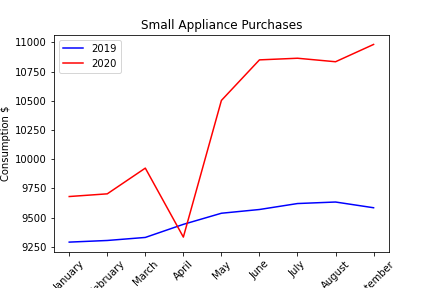 Small Appliance Purchases
2019
2020
Consumption $
11000
10750
10500
10250
10000
9750
9500
9250
March
April
May
June
July
August